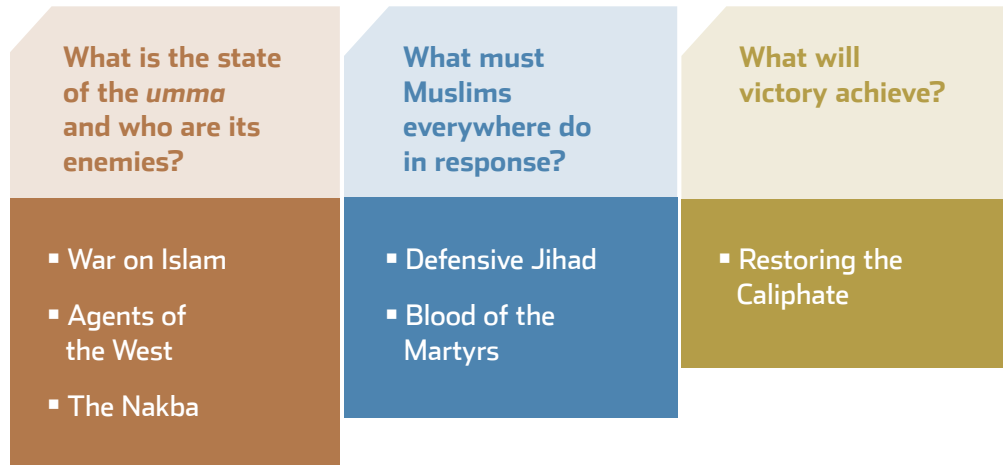 What is the state
of the umma
and who are its
enemies?
▪ War on Islam
▪ Agents of
the West
▪ The Nakba
What must
Muslims
everywhere do
in response?
▪ Defensive Jihad
▪ Blood of the
Martyrs
What will
victory achieve?
▪ Restoring the
Caliphate